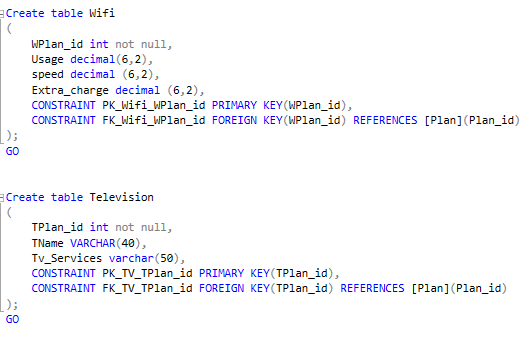 Create table Wifi
(
WPlan_id int not null,
Usage decimal(6,2),
speed decimal (6,2),
Extra_charge decimal (6,2),
CONSTRAINT PK_Wifi_WPlan_id PRIMARY KEY(WPlan_id),
CONSTRAINT FK_Wifi_WPlan_id FOREIGN KEY(WPlan_id) REFERENCES [Plan](Plan_id)
);
GO
Create table Television
(
TPlan_id int not null,
TName VARCHAR(40),
Tv_Services varchar(50),
CONSTRAINT PK_TV_TPlan_id PRIMARY KEY(TPlan_id),
CONSTRAINT FK_TV_TPlan_id FOREIGN KEY(TPlan_id) REFERENCES [Plan](Plan_id)
);
GO